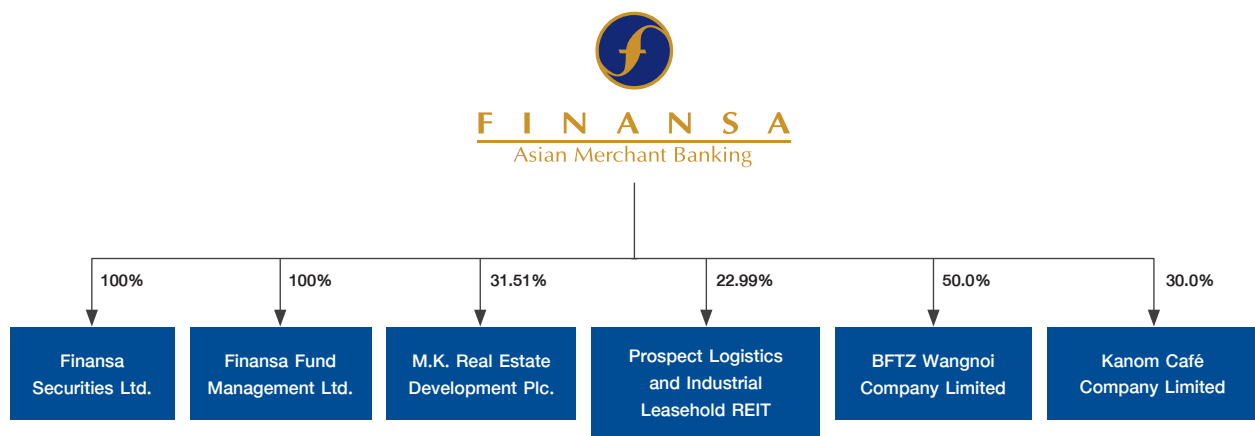 FINANSA
Asian Merchant Banking
100%
100%
31.51%
22.99%
50.0%
30.0%
Finansa
Securities Ltd.
Finansa Fund
Management Ltd.
M.K. Real Estate
Development Plc.
Prospect Logistics
and Industrial
Leasehold REIT
BFTZ Wangnoi
Company Limited
Kanom Café
Company Limited